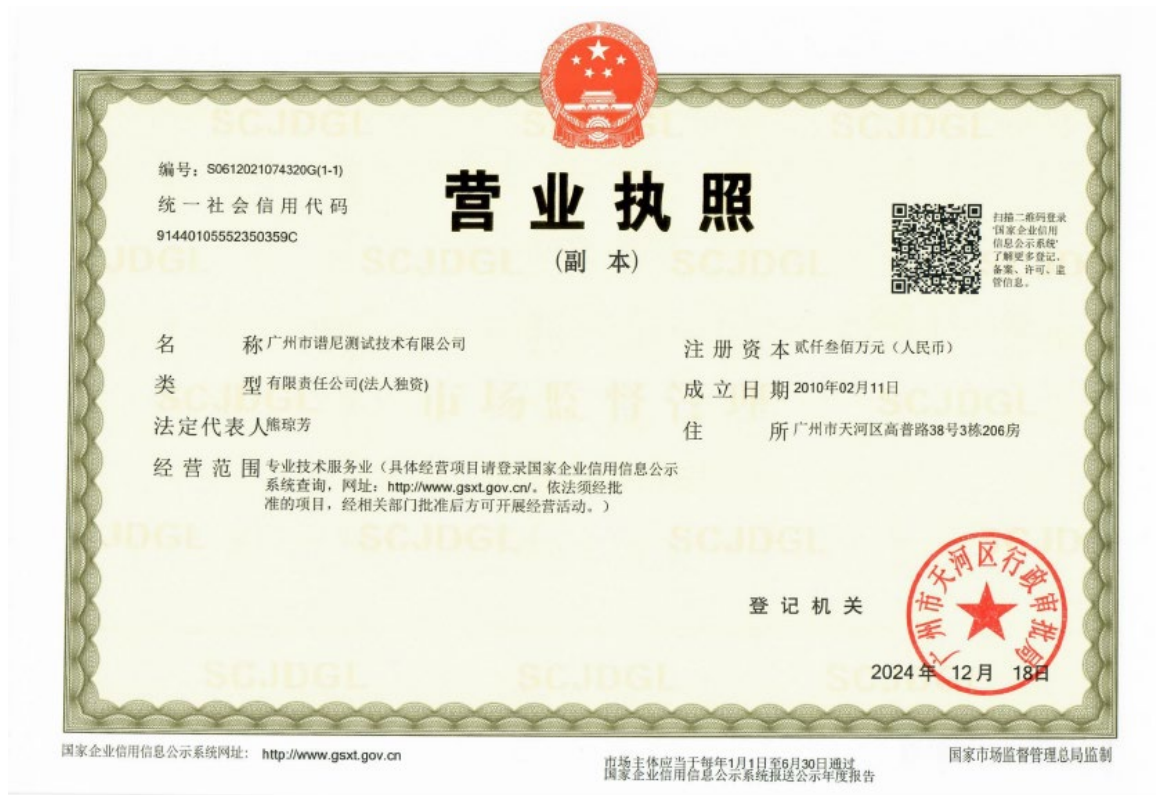 编号：S0612021074320G(1-1)
统一社会信用代码
91440105552350359C
营业执照
（副 本）
扫描二维码登录
‘国家企业信用
信息公示系统’
了解更多登记、
备案、许可、监
管信息。
名 称 广州市谱尼测试技术有限公司
类 型 有限责任公司(法人独资)
法定代表人 熊琼芳
经营范围 专业技术服务业（具体经营项目请登录国家企业信用信息公示
系统查询，网址：http://www.gsxt.gov.cn/。依法须经批
准的项目，经相关部门批准后方可开展经营活动。）
注册资本 贰仟叁佰万元（人民币）
成立日期 2010年02月11日
住 所 广州市天河区高普路38号3栋206房
登记机关
广州市天河区行政审批局
2024 年 12 月 18日
国家企业信用信息公示系统网址： http://www.gsxt.gov.cn
市场主体应当于每年1月1日至6月30日通过
国家企业信用信息公示系统报送公示年度报告
国家市场监督管理总局监制
SCJDGL
市场监督管理